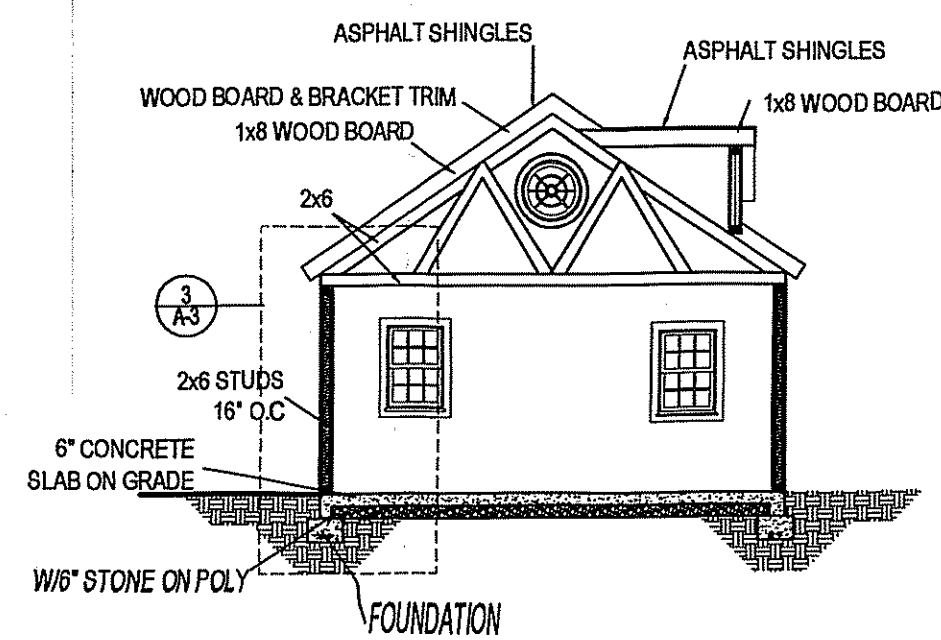 ASPHALT SHINGLES
ASPHALT SHINGLES
WOOD BOARD & BRACKET TRIM
1x8 WOOD BOARD
1x8 WOOD BOARD
2x6
3
A-3
2x6 STUDS
16" O.C
6" CONCRETE
SLAB ON GRADE
W/6" STONE ON POLY
FOUNDATION